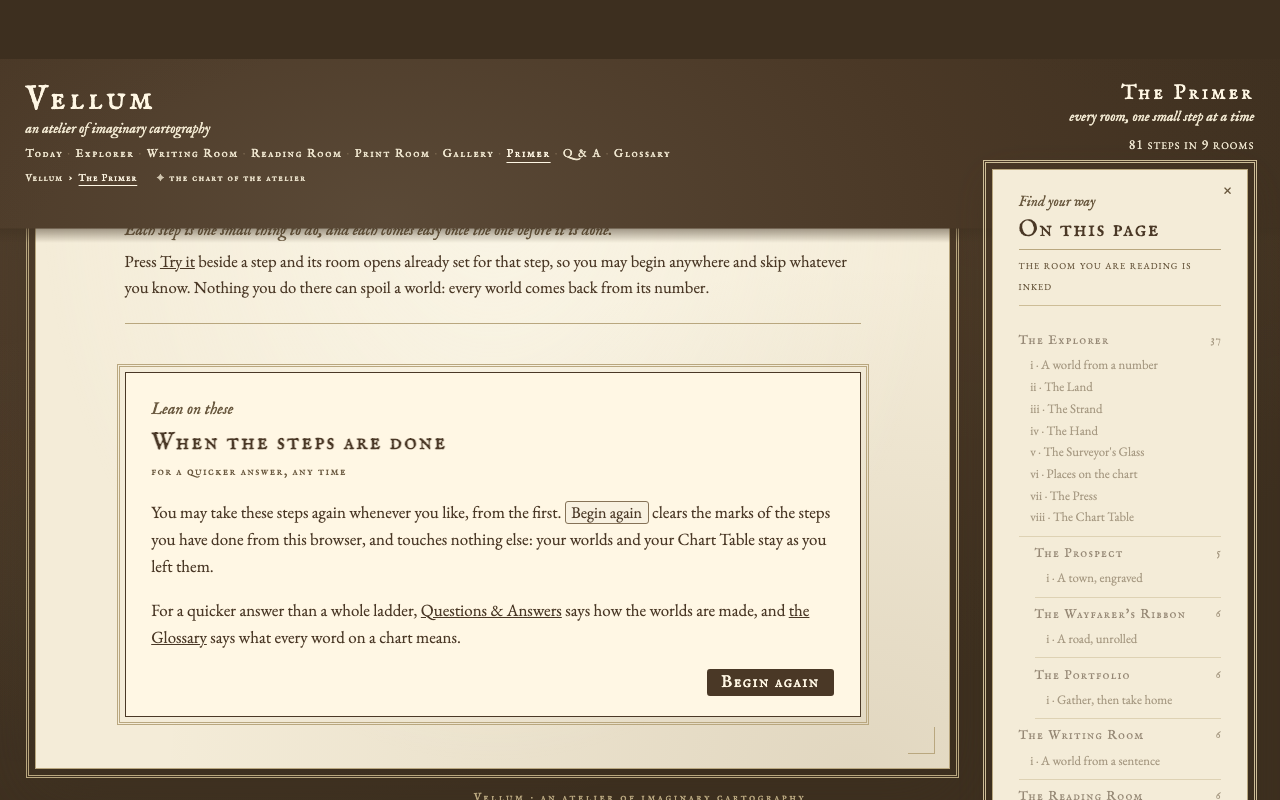 Vellum
an atelier of imaginary cartography
Today · Explorer · Writing Room · Reading Room · Print Room · Gallery · Primer · Q & A · Glossary
Vellum › The Primer ✦ the chart of the atelier
The Primer
every room, one small step at a time
81 steps in 9 rooms
Each step is one small thing to do, and each comes easy once the one before it is done.
Press Try it beside a step and its room opens already set for that step, so you may begin anywhere and skip whatever
you know. Nothing you do there can spoil a world: every world comes back from its number.
Lean on these
When the steps are done
for a quicker answer, any time
You may take these steps again whenever you like, from the first. Begin again clears the marks of the steps
you have done from this browser, and touches nothing else: your worlds and your Chart Table stay as you
left them.
For a quicker answer than a whole ladder, Questions & Answers says how the worlds are made, and the
Glossary says what every word on a chart means.
Begin again
×
Find your way
On this page
the room you are reading is
inked
The Explorer 37
i · A world from a number
ii · The Land
iii · The Strand
iv · The Hand
v · The Surveyor's Glass
vi · Places on the chart
vii · The Press
viii · The Chart Table
The Prospect 5
i · A town, engraved
The Wayfarer's Ribbon 6
i · A road, unrolled
The Portfolio 6
i · Gather, then take home
The Writing Room 6
i · A world from a sentence
The Reading Room 6
Vellum · an atelier of imaginary cartography